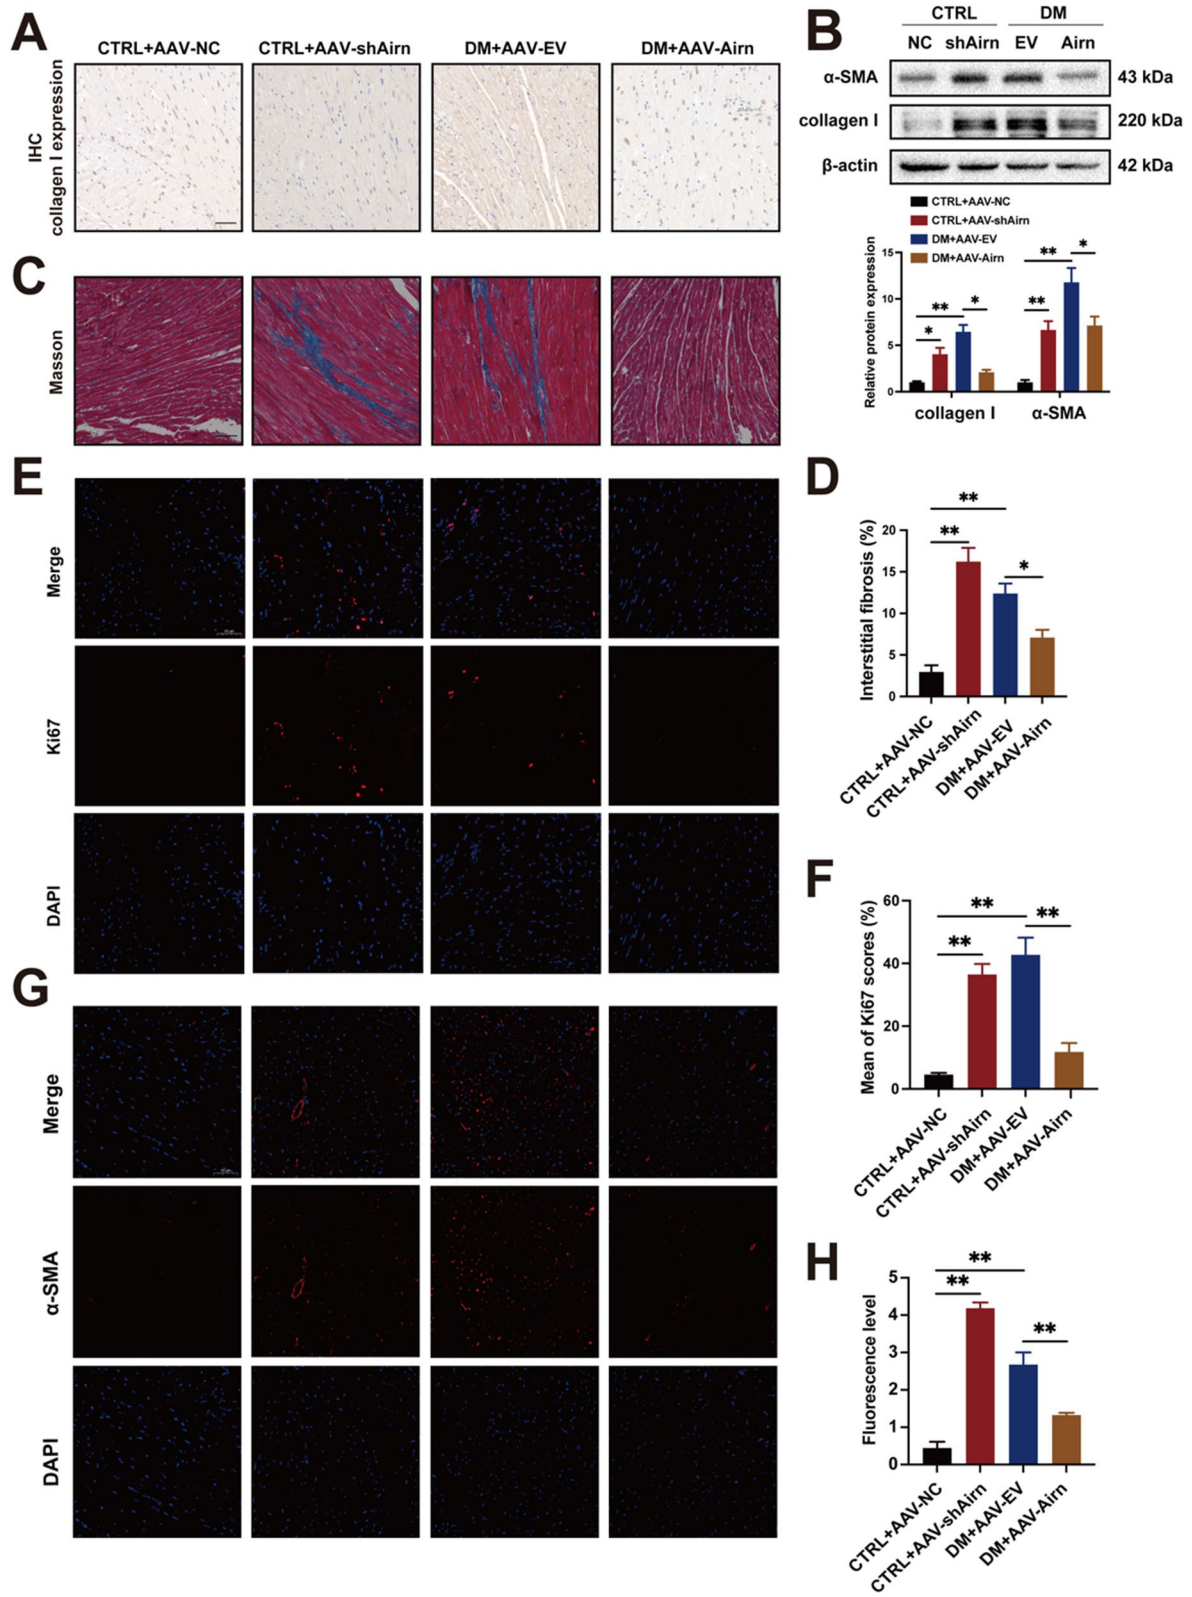 A
CTRL+AAV-NC
CTRL+AAV-shAirn
DM+AAV-EV
DM+AAV-Airn
IHC
collagen I expression
B
CTRL
DM
NC
shAirn
EV
Airn
α-SMA
43 kDa
collagen I
220 kDa
β-actin
42 kDa
CTRL+AAV-NC
CTRL+AAV-shAirn
DM+AAV-EV
DM+AAV-Airn
Relative protein expression
15
10
5
0
*
**
*
**
**
*
collagen I
α-SMA
C
Masson
D
Interstitial fibrosis (%)
20
15
10
5
0
**
**
*
CTRL+AAV-NC
CTRL+AAV-shAirn
DM+AAV-EV
DM+AAV-Airn
E
Merge
Ki67
DAPI
F
Mean of Ki67 scores (%)
60
40
20
0
**
**
**
CTRL+AAV-NC
CTRL+AAV-shAirn
DM+AAV-EV
DM+AAV-Airn
G
Merge
α-SMA
DAPI
H
Fluorescence level
5
4
3
2
1
0
**
**
**
CTRL+AAV-NC
CTRL+AAV-shAirn
DM+AAV-EV
DM+AAV-Airn